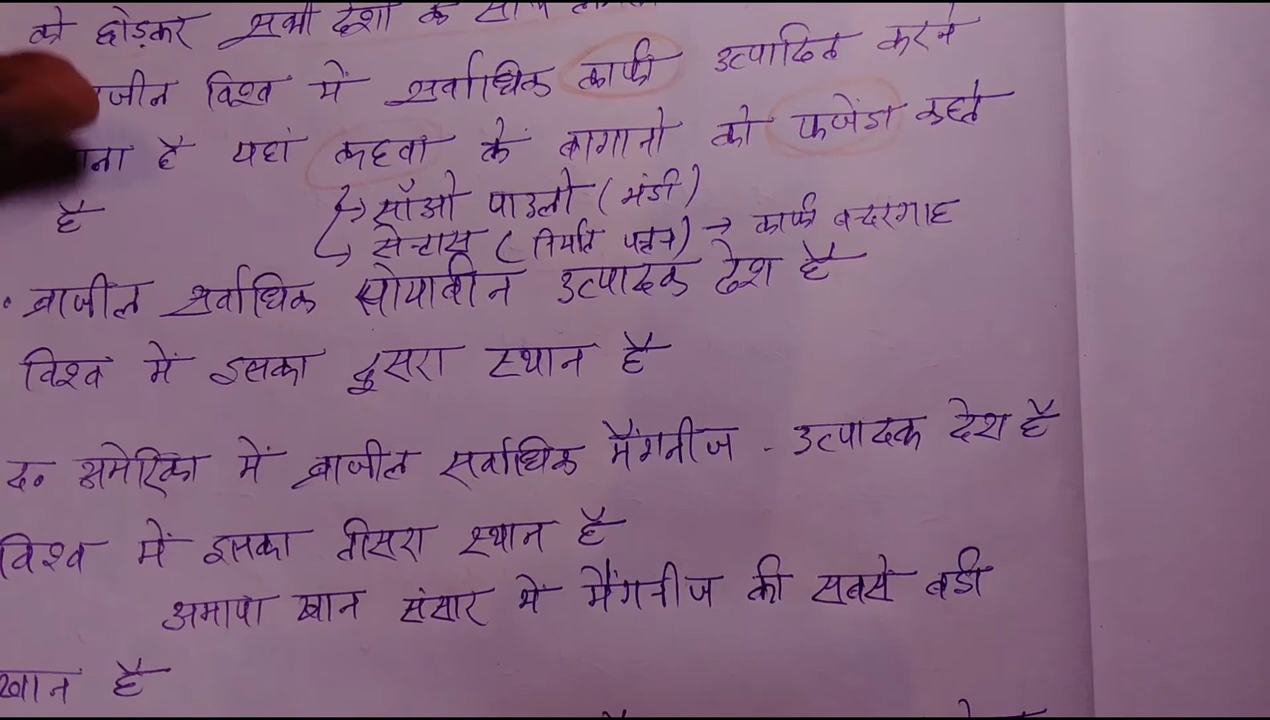 को छोड़कर सभी देशो के साथ
जील विश्व में सर्वाधिक कॉफी उत्पादित करने
है यहां कहवा के बागानो को फजेंडा कहते
है
→ साँओ पाउलो (मंडी)
→ सेन्टास (निर्यात पत्तन) → कॉफी बन्दरगाह
• ब्राजील सर्वाधिक सोयाबीन उत्पादक देश है
विश्व में इसका दुसरा स्थान है
द० अमेरिका में ब्राजील सर्वाधिक मैंगनीज - उत्पादक देश है
विश्व में इसका तीसरा स्थान है
अमापा खान संसार में मैंगनीज की सबसे बडी
खान है